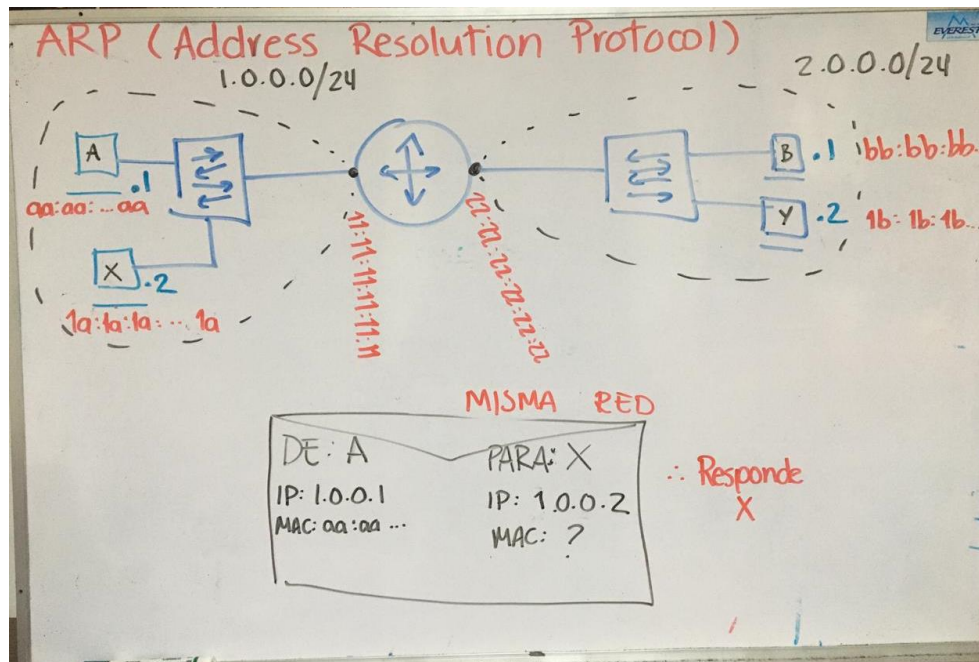 ARP (Address Resolution Protocol)
EVEREST
1.0.0.0/24
2.0.0.0/24
A
.1
aa:aa:...aa
X
.2
1a:1a:1a:...1a
11:11:11:11:11:11
22:22:22:22:22:22
B .1 bb:bb:bb..
Y .2 1b:1b:1b...
MISMA RED
DE: A
PARA: X
IP: 1.0.0.1
IP: 1.0.0.2
MAC: aa:aa ...
MAC: ?
∴ Responde
X